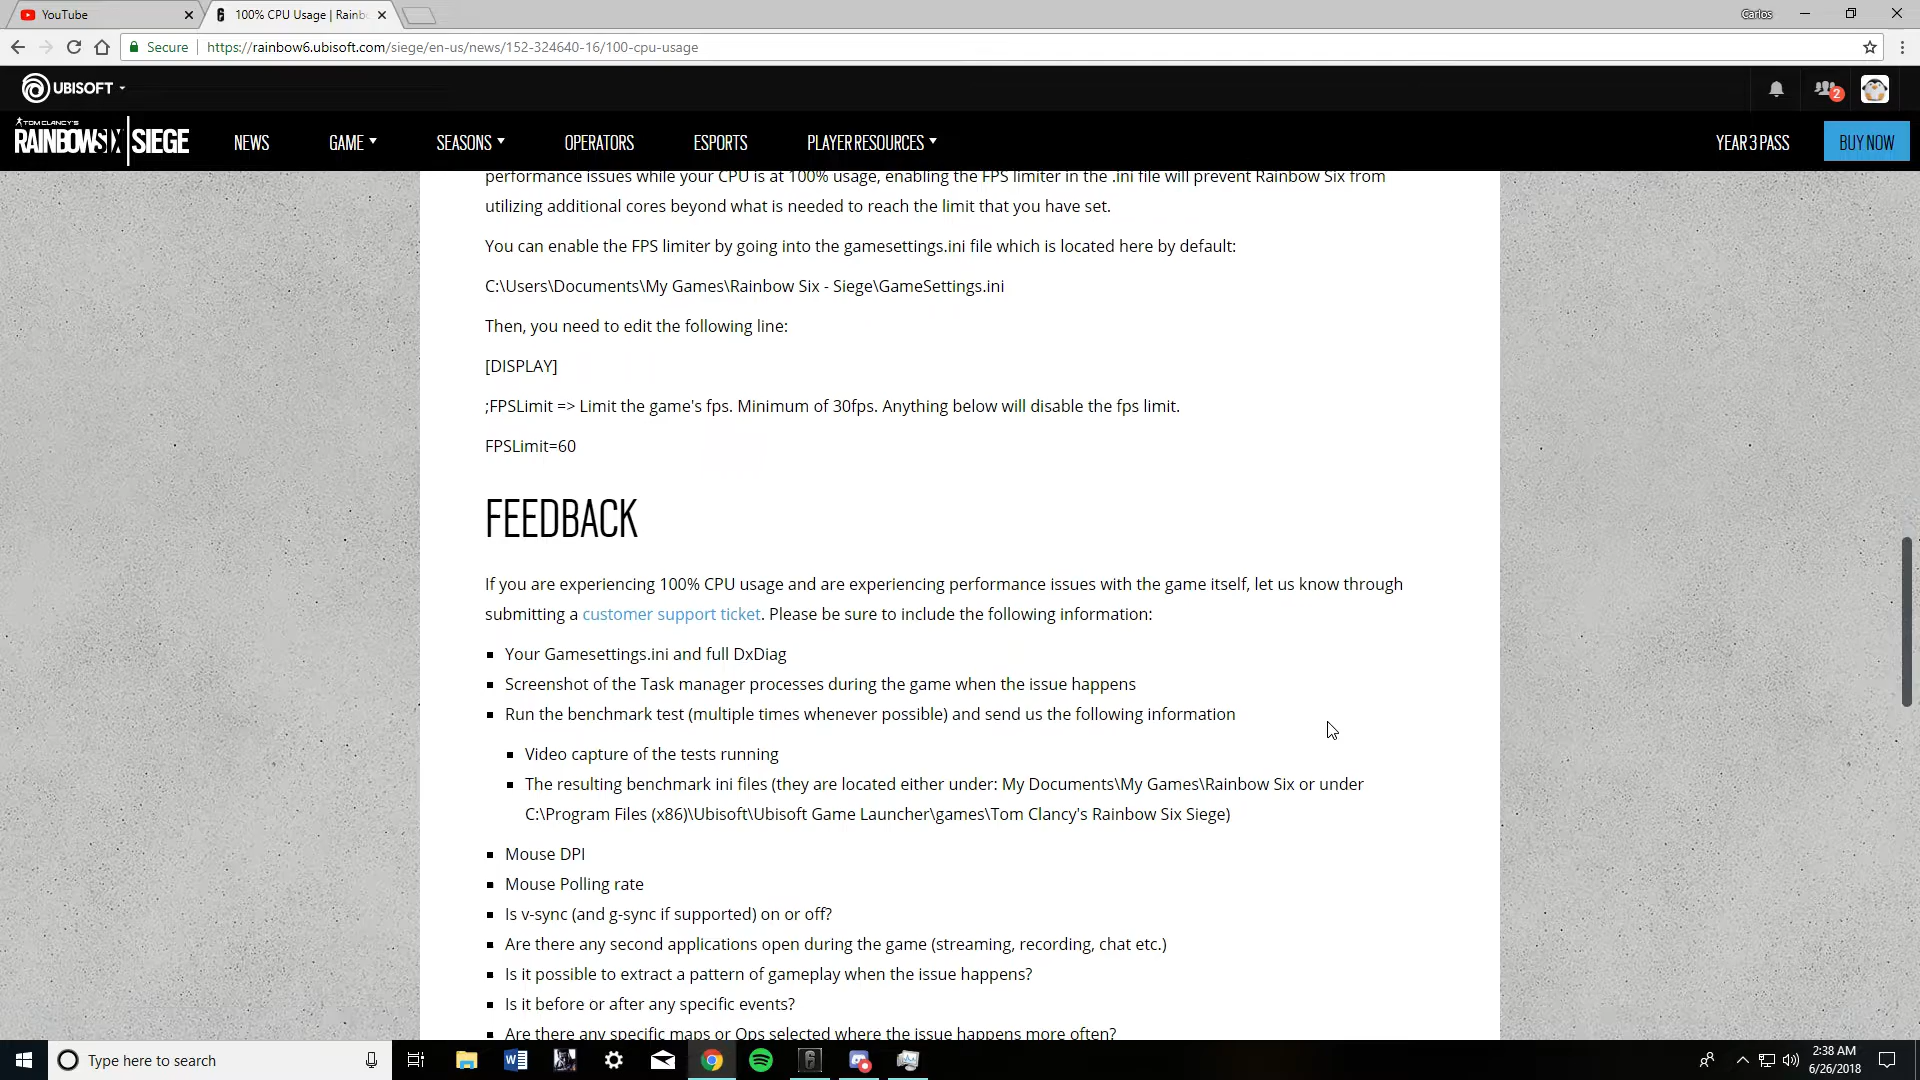 YouTube
100% CPU Usage | Rainb
Carlos
Secure
https://rainbow6.ubisoft.com/siege/en-us/news/152-324640-16/100-cpu-usage
UBISOFT
2
TOM CLANCY'S
RAINBOWSIX SIEGE
NEWS
GAME
SEASONS
OPERATORS
ESPORTS
PLAYER RESOURCES
YEAR 3 PASS
BUY NOW
performance issues while your CPU is at 100% usage, enabling the FPS limiter in the .ini file will prevent Rainbow Six from
utilizing additional cores beyond what is needed to reach the limit that you have set.
You can enable the FPS limiter by going into the gamesettings.ini file which is located here by default:
C:\Users\Documents\My Games\Rainbow Six - Siege\GameSettings.ini
Then, you need to edit the following line:
[DISPLAY]
;FPSLimit => Limit the game's fps. Minimum of 30fps. Anything below will disable the fps limit.
FPSLimit=60
FEEDBACK
If you are experiencing 100% CPU usage and are experiencing performance issues with the game itself, let us know through
submitting a customer support ticket. Please be sure to include the following information:
Your Gamesettings.ini and full DxDiag
Screenshot of the Task manager processes during the game when the issue happens
Run the benchmark test (multiple times whenever possible) and send us the following information
Video capture of the tests running
The resulting benchmark ini files (they are located either under: My Documents\My Games\Rainbow Six or under
C:\Program Files (x86)\Ubisoft\Ubisoft Game Launcher\games\Tom Clancy's Rainbow Six Siege)
Mouse DPI
Mouse Polling rate
Is v-sync (and g-sync if supported) on or off?
Are there any second applications open during the game (streaming, recording, chat etc.)
Is it possible to extract a pattern of gameplay when the issue happens?
Is it before or after any specific events?
Are there any specific maps or Ops selected where the issue happens more often?
Type here to search
2:38 AM
6/26/2018